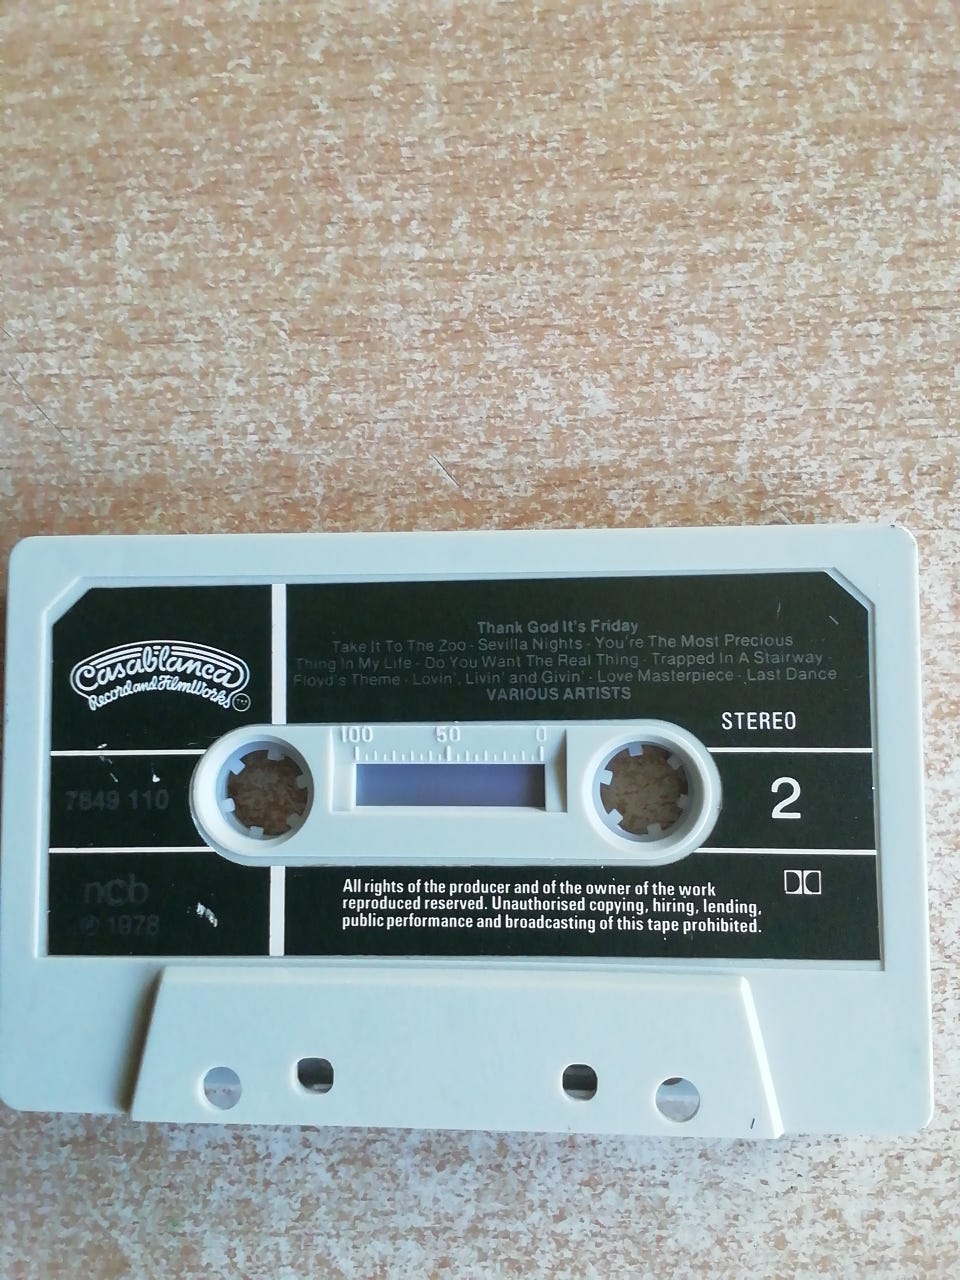 Thank God It's Friday
Take It To The Zoo - Sevilla Nights - You're The Most Precious
Thing In My Life - Do You Want The Real Thing - Trapped In A Stairway -
Floyd's Theme - Lovin', Livin' and Givin' - Love Masterpiece - Last Dance
VARIOUS ARTISTS
Casablanca
Record and FilmWorks
STEREO
100 50 0
7849 110
2
ncb
℗ 1978
All rights of the producer and of the owner of the work
reproduced reserved. Unauthorised copying, hiring, lending,
public performance and broadcasting of this tape prohibited.